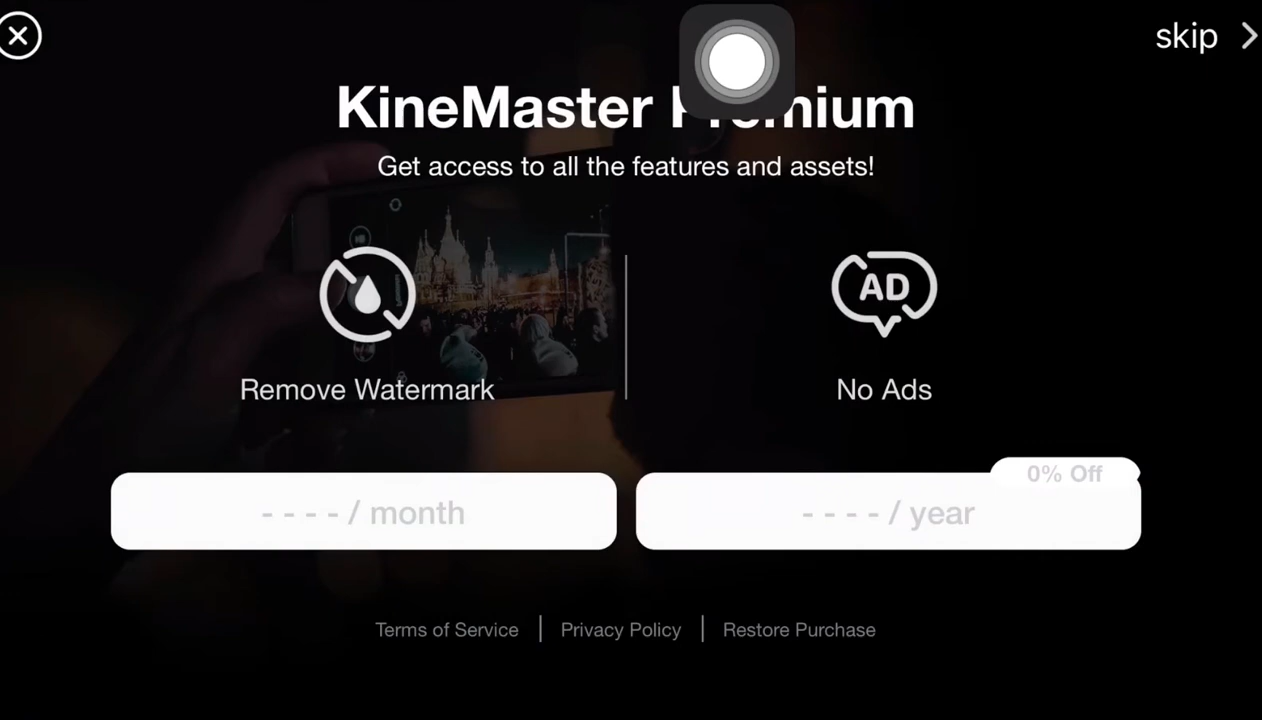 skip
KineMaster Premium
Get access to all the features and assets!
AD
Remove Watermark
No Ads
0% Off
- - - - / month
- - - - / year
Terms of Service | Privacy Policy | Restore Purchase